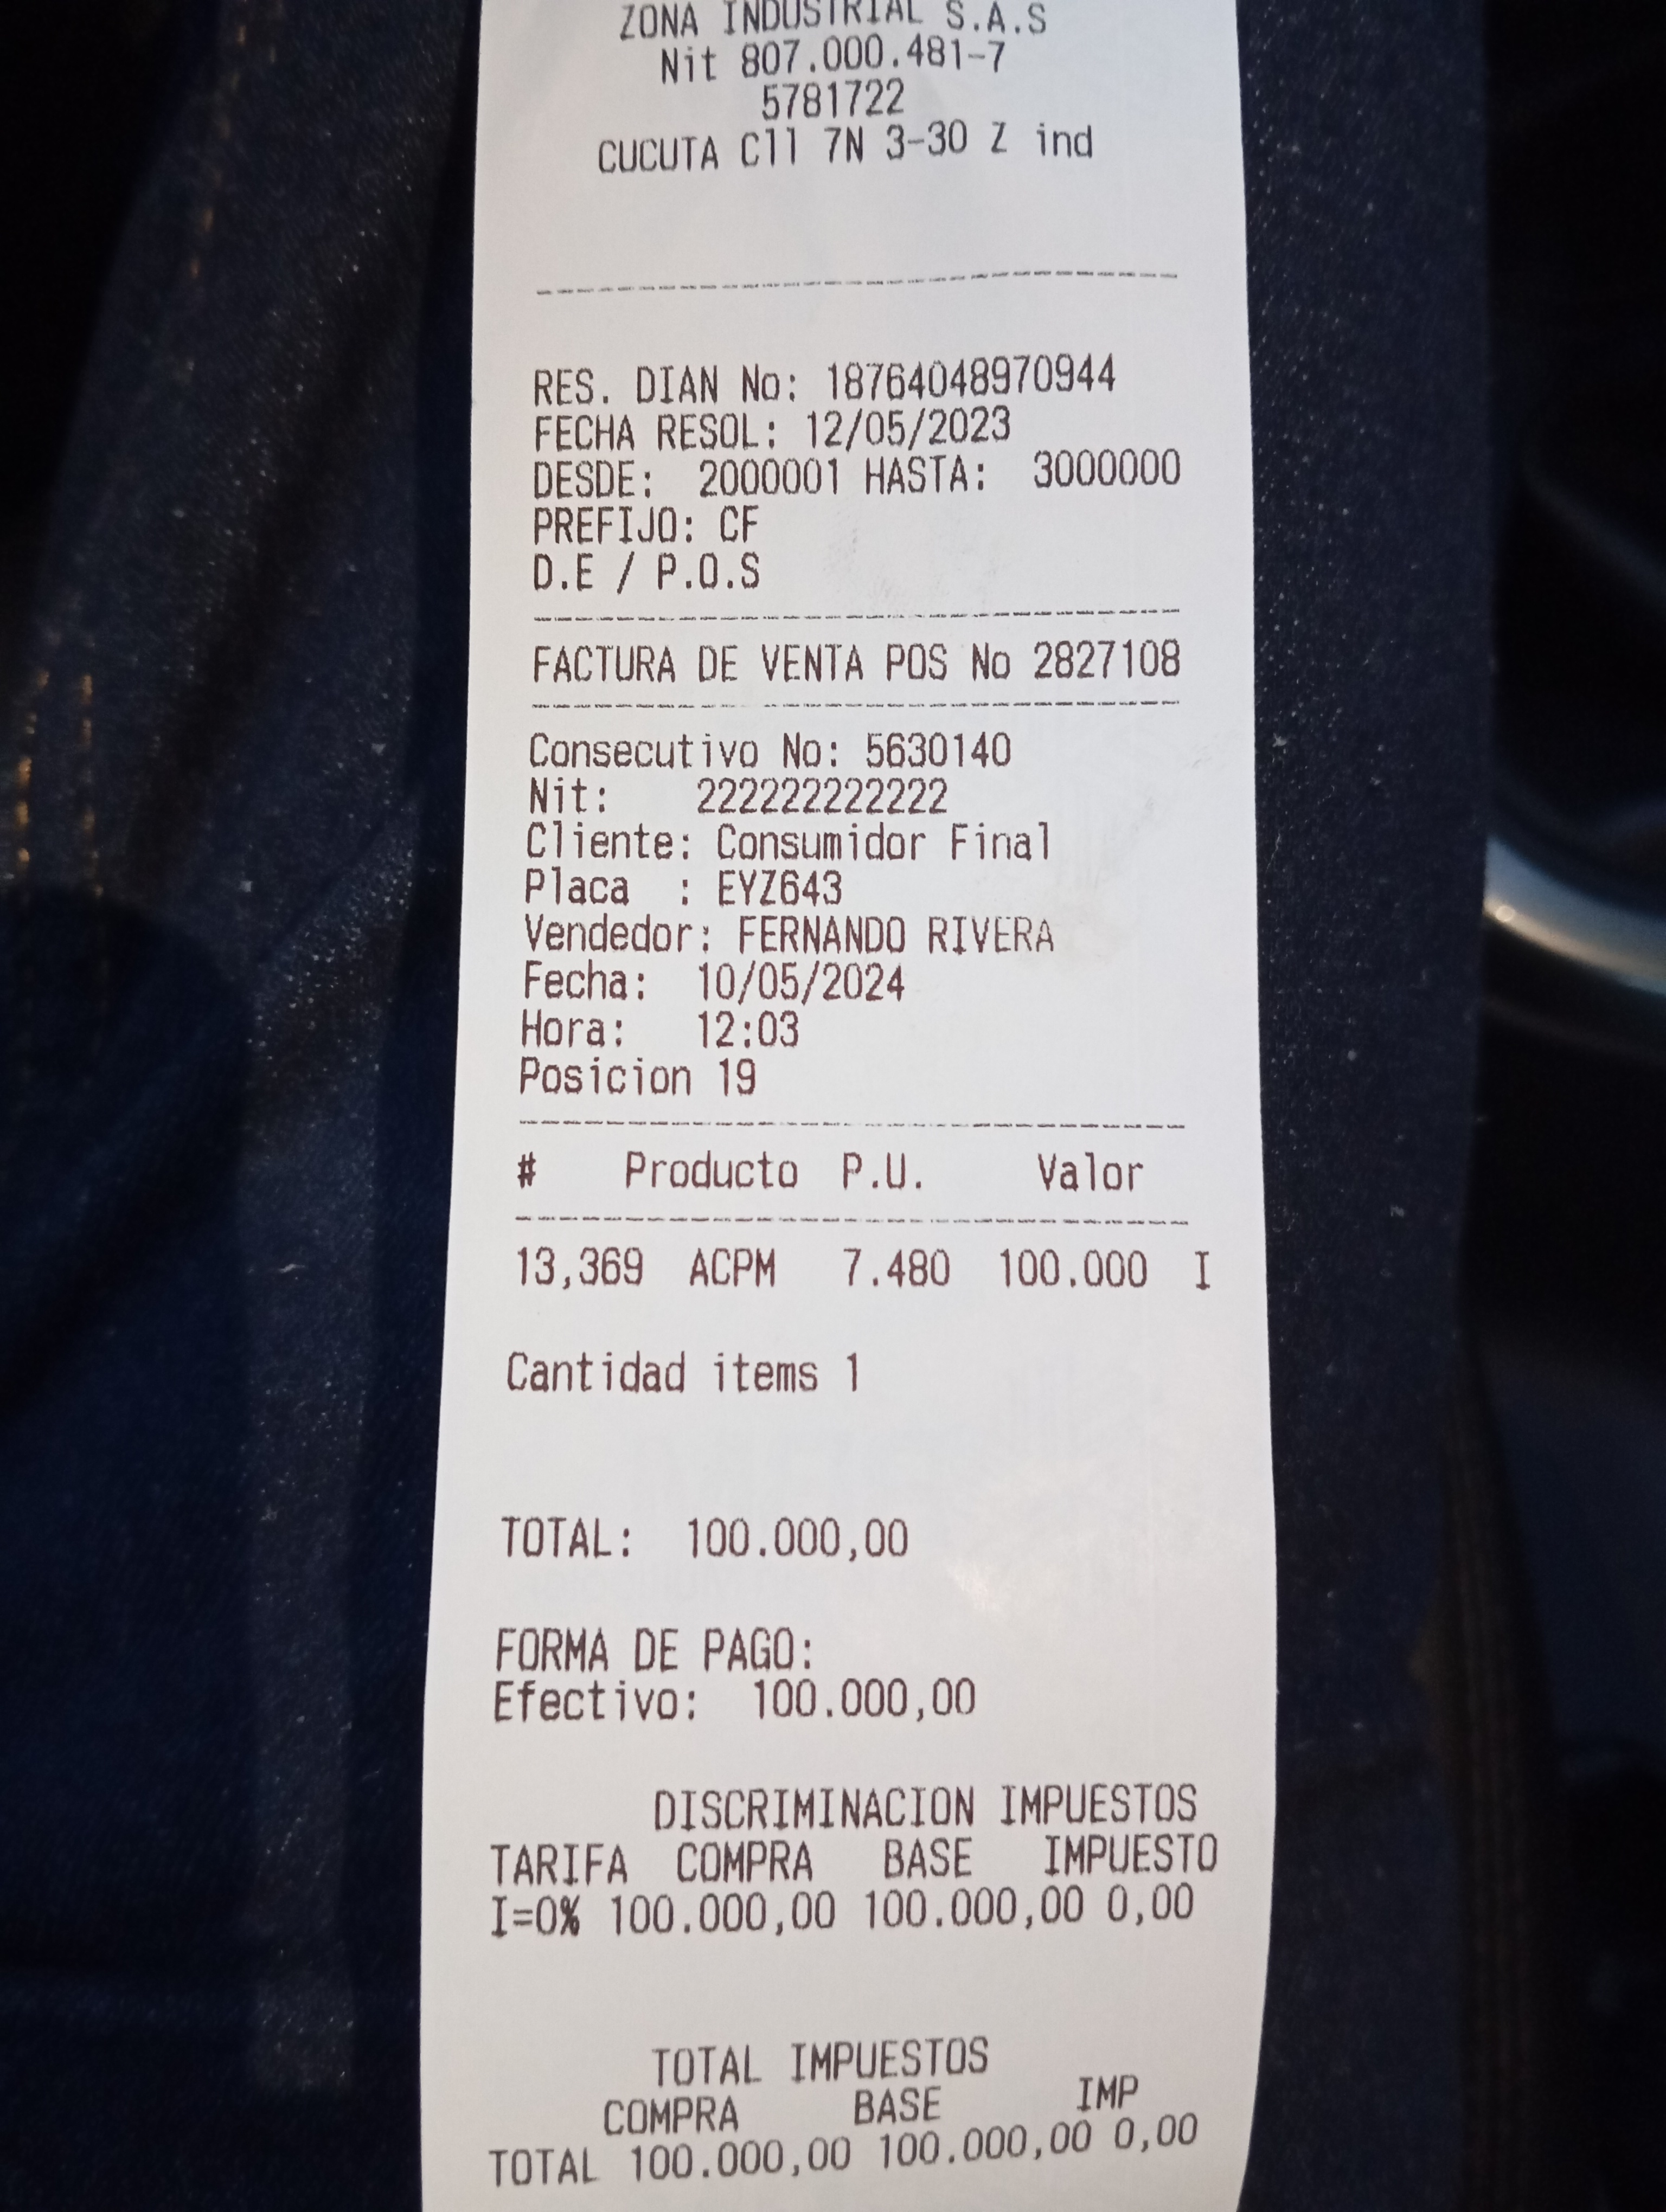 ZONA INDUSTRIAL S.A.S
Nit 807.000.481-7
5781722
CUCUTA Cll 7N 3-30 Z ind
RES. DIAN No: 18764048970944
FECHA RESOL: 12/05/2023
DESDE: 2000001 HASTA: 3000000
PREFIJO: CF
D.E / P.O.S
FACTURA DE VENTA POS No 2827108
Consecutivo No: 5630140
Nit: 222222222222
Cliente: Consumidor Final
Placa : EYZ643
Vendedor: FERNANDO RIVERA
Fecha: 10/05/2024
Hora: 12:03
Posicion 19
# Producto P.U. Valor
13,369 ACPM 7.480 100.000 I
Cantidad items 1
TOTAL: 100.000,00
FORMA DE PAGO:
Efectivo: 100.000,00
DISCRIMINACION IMPUESTOS
TARIFA COMPRA BASE IMPUESTO
I=0% 100.000,00 100.000,00 0,00
TOTAL IMPUESTOS
COMPRA BASE IMP
TOTAL 100.000,00 100.000,00 0,00